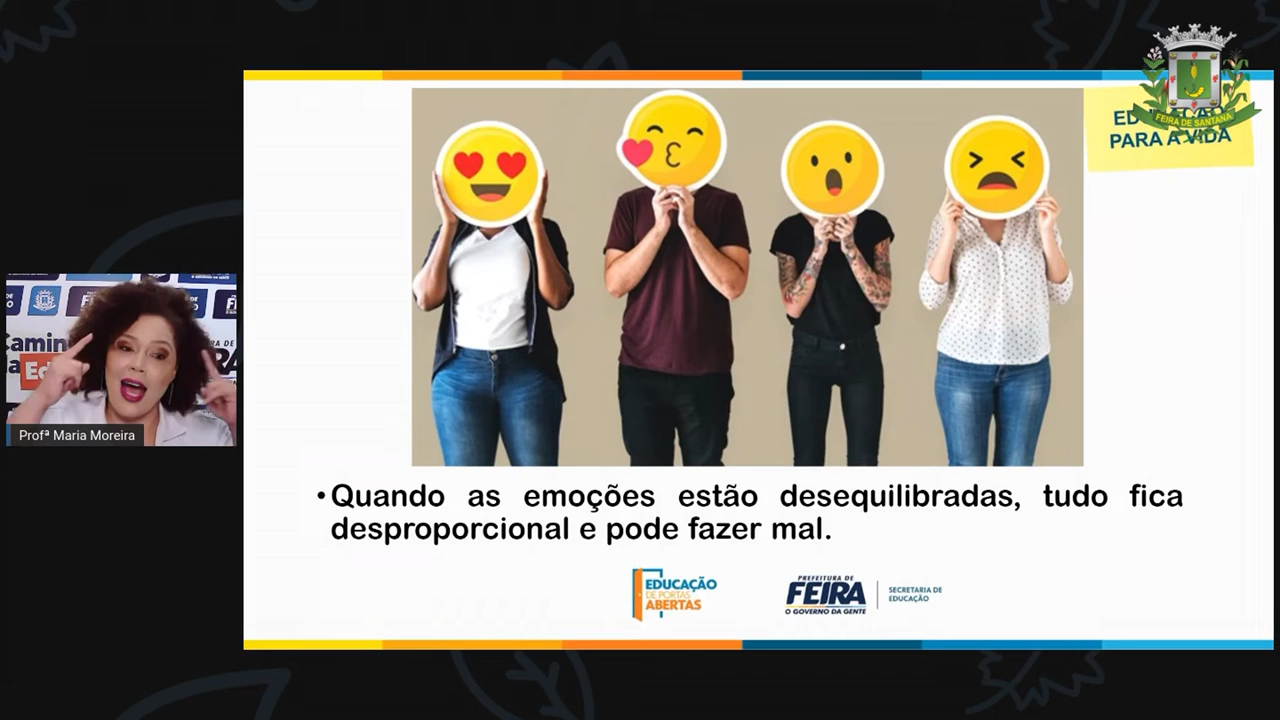 FEIRA DE SANTANA
PARA A VIDA
Profª Maria Moreira
•Quando as emoções estão desequilibradas, tudo fica
desproporcional e pode fazer mal.
EDUCAÇÃO
DE PORTAS
ABERTAS
PREFEITURA DE
FEIRA
O GOVERNO DA GENTE
SECRETARIA DE
EDUCAÇÃO